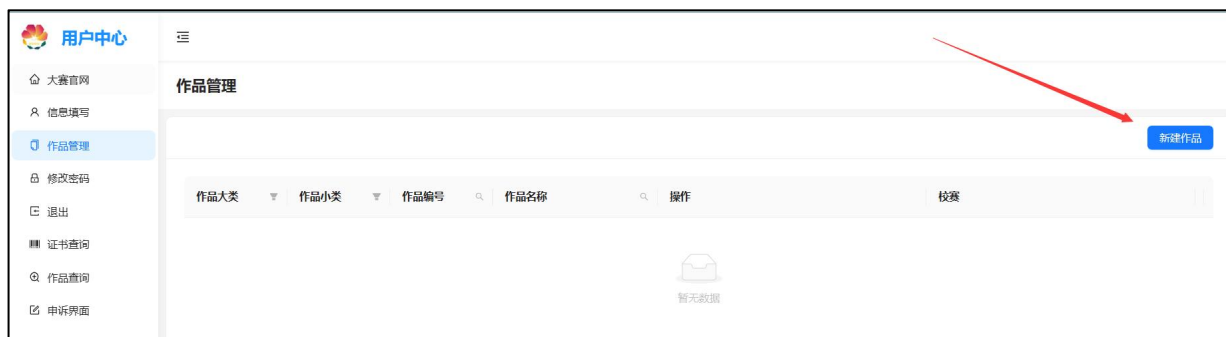 用户中心
大赛官网
作品管理
信息填写
作品管理
新建作品
修改密码
作品大类 作品小类 作品编号 作品名称 操作 校赛
退出
证书查询
作品查询
暂无数据
申诉界面